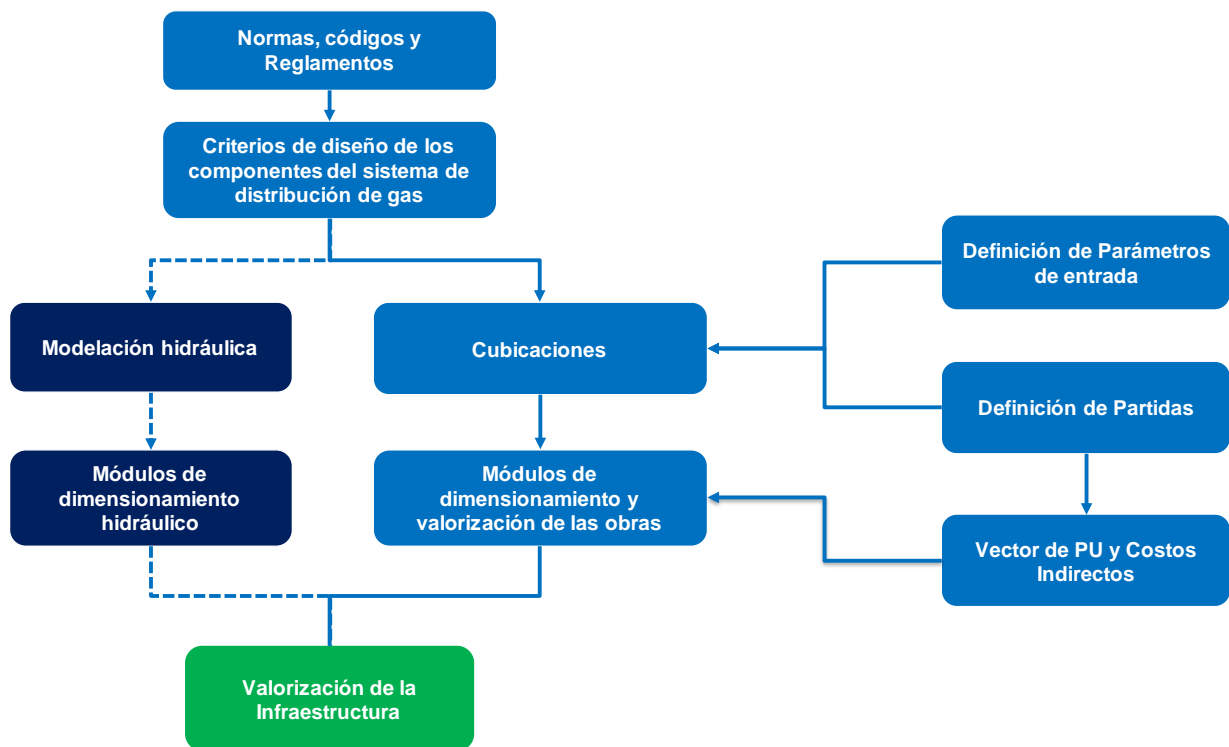 Normas, códigos y
Reglamentos
Criterios de diseño de los
componentes del sistema de
distribución de gas
Definición de Parámetros
de entrada
Modelación hidráulica
Cubicaciones
Definición de Partidas
Módulos de
dimensionamiento
hidráulico
Módulos de
dimensionamiento y
valorización de las obras
Vector de PU y Costos
Indirectos
Valorización de la
Infraestructura